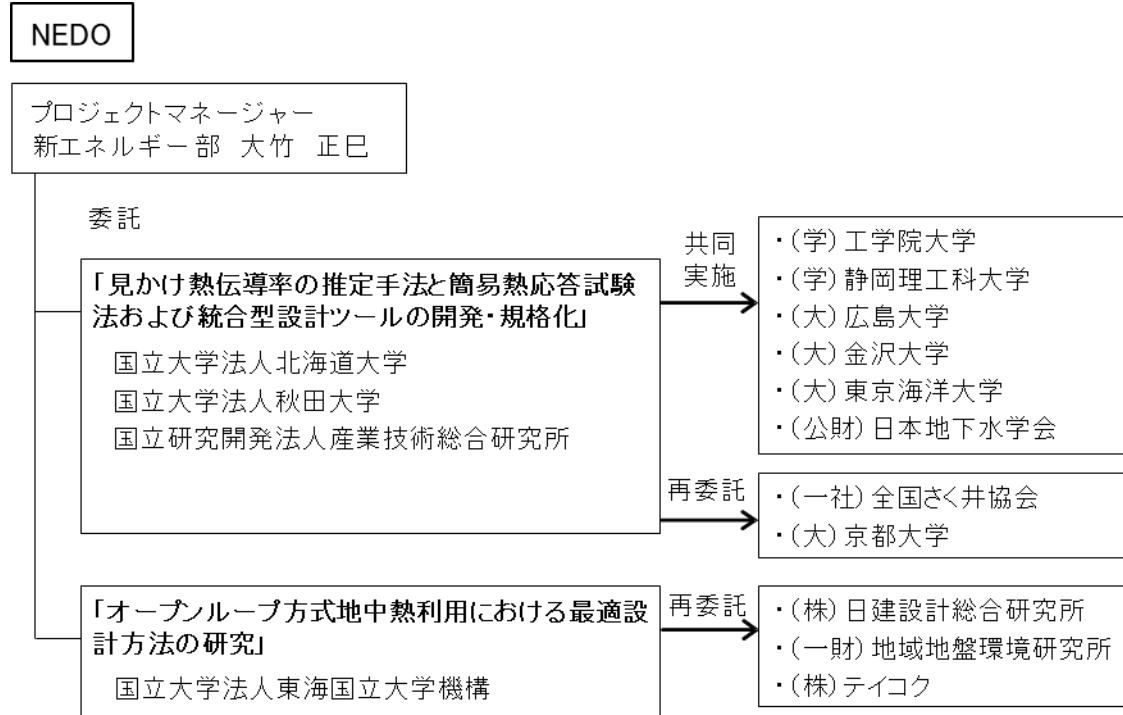 NEDO
プロジェクトマネージャー
新エネルギー部 大竹 正巳
委託
「見かけ熱伝導率の推定手法と簡易熱応答試験
法および統合型設計ツールの開発・規格化」
国立大学法人北海道大学
国立大学法人秋田大学
国立研究開発法人産業技術総合研究所
共同
実施
・(学)工学院大学
・(学)静岡理工科大学
・(大)広島大学
・(大)金沢大学
・(大)東京海洋大学
・(公財)日本地下水学会
再委託
・(一社)全国さく井協会
・(大)京都大学
「オープンループ方式地中熱利用における最適設
計方法の研究」
国立大学法人東海国立大学機構
再委託
・(株)日建設計総合研究所
・(一財)地域地盤環境研究所
・(株)テイコク